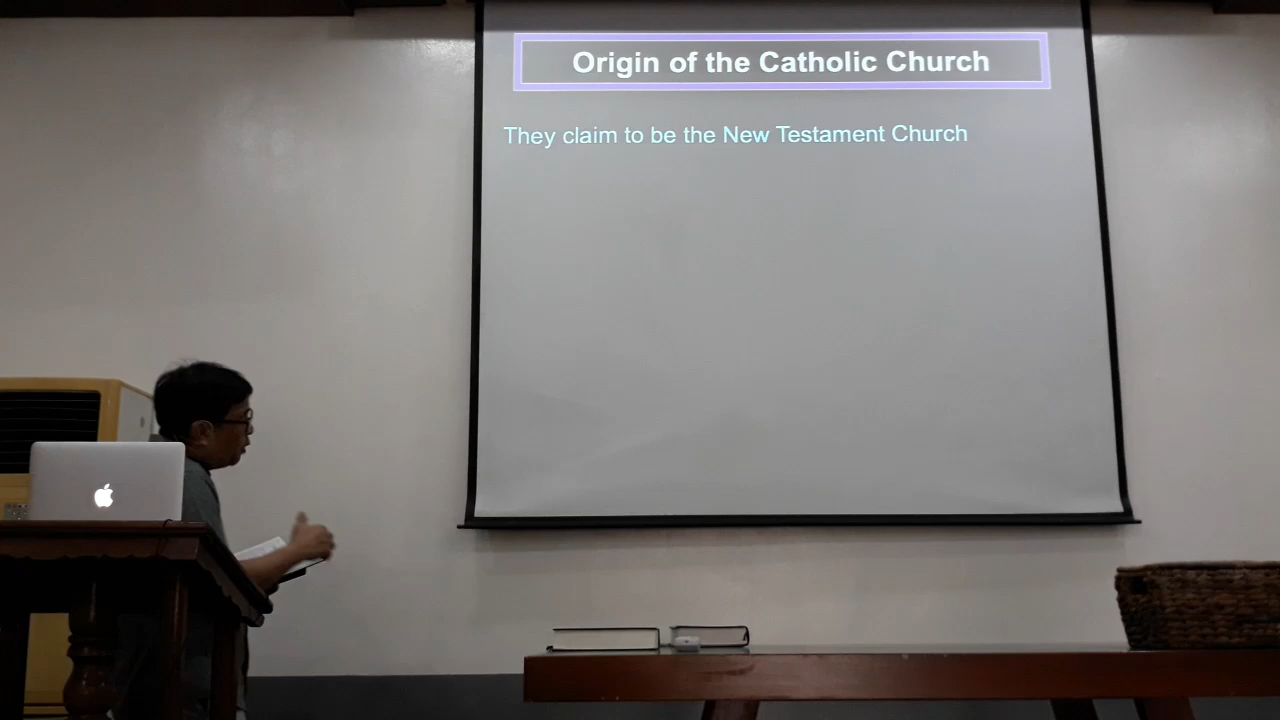 Origin of the Catholic Church
They claim to be the New Testament Church